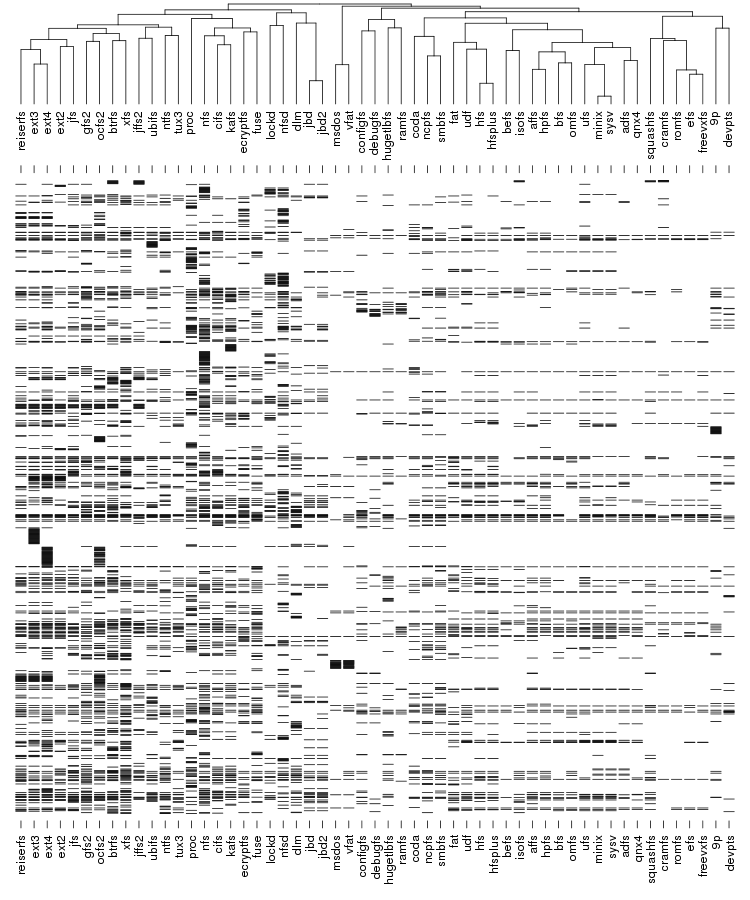 reiserfs ext3 ext4 ext2 jfs gfs2 ocfs2 btrfs xfs jffs2 ubifs ntfs tux3 proc nfs cifs kafs ecryptfs fuse lockd nfsd dlm jbd jbd2 msdos vfat configfs debugfs hugetlbfs ramfs coda ncpfs smbfs fat udf hfs hfsplus befs isofs affs hpfs bfs omfs ufs minix sysv adfs qnx4 squashfs cramfs romfs efs freevxfs 9p devpts
reiserfs ext3 ext4 ext2 jfs gfs2 ocfs2 btrfs xfs jffs2 ubifs ntfs tux3 proc nfs cifs kafs ecryptfs fuse lockd nfsd dlm jbd jbd2 msdos vfat configfs debugfs hugetlbfs ramfs coda ncpfs smbfs fat udf hfs hfsplus befs isofs affs hpfs bfs omfs ufs minix sysv adfs qnx4 squashfs cramfs romfs efs freevxfs 9p devpts